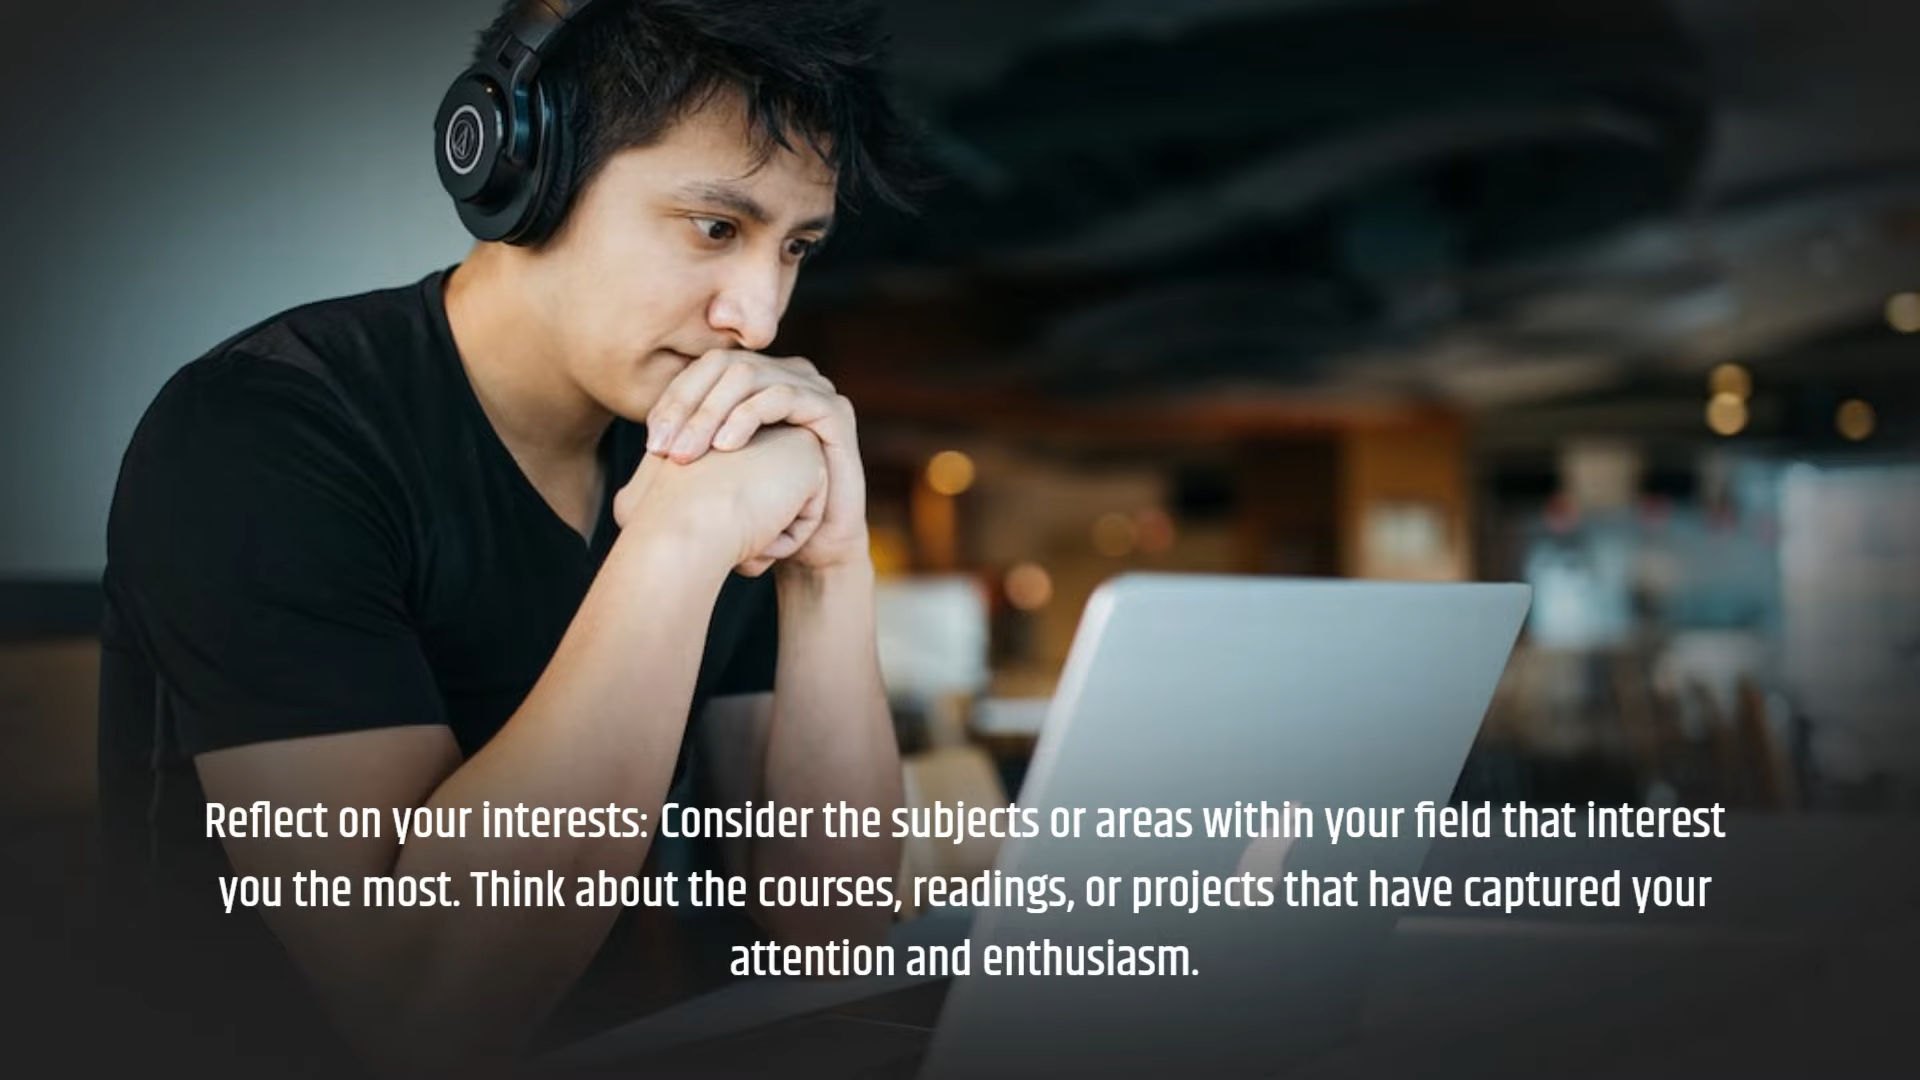 Reflect on your interests: Consider the subjects or areas within your field that interest
you the most. Think about the courses, readings, or projects that have captured your
attention and enthusiasm.